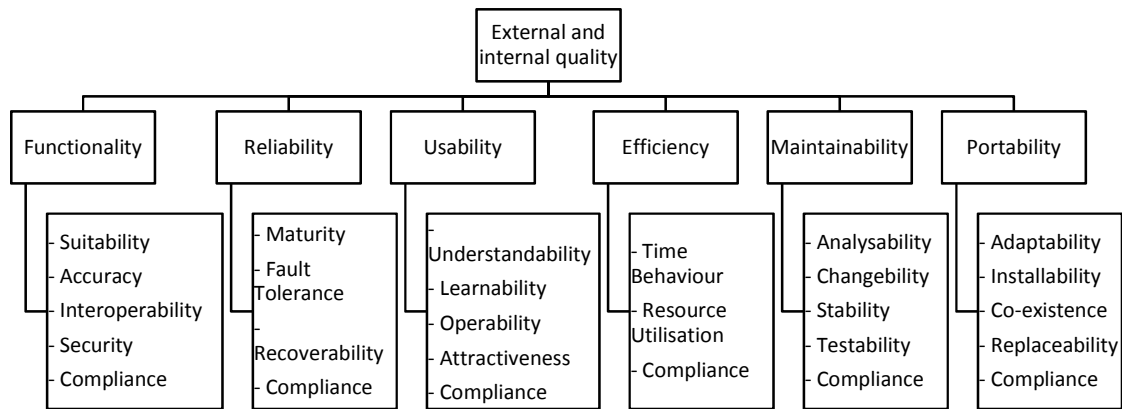 External and
internal quality
Functionality
Reliability
Usability
Efficiency
Maintainability
Portability
- Suitability
- Accuracy
- Interoperability
- Security
- Compliance
- Maturity
- Fault
Tolerance
-
Recoverability
- Compliance
-
Understandability
- Learnability
- Operability
- Attractiveness
- Compliance
- Time
Behaviour
- Resource
Utilisation
- Compliance
- Analysability
- Changebility
- Stability
- Testability
- Compliance
- Adaptability
- Installability
- Co-existence
- Replaceability
- Compliance